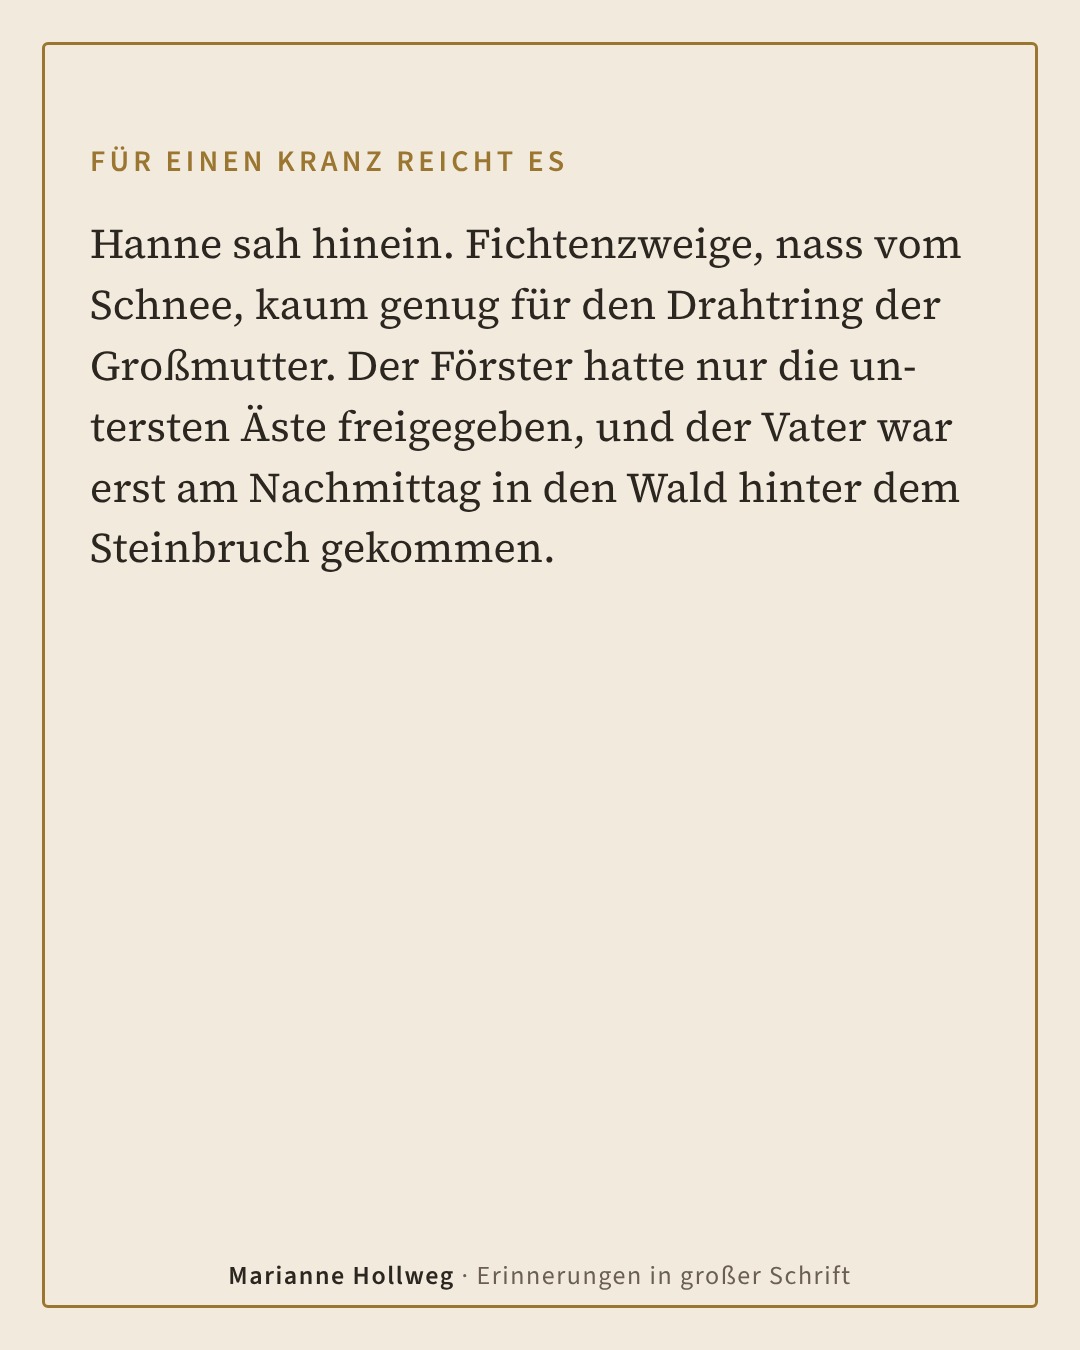 FÜR EINEN KRANZ REICHT ES
Hanne sah hinein. Fichtenzweige, nass vom
Schnee, kaum genug für den Drahtring der
Großmutter. Der Förster hatte nur die un-
tersten Äste freigegeben, und der Vater war
erst am Nachmittag in den Wald hinter dem
Steinbruch gekommen.
Marianne Hollweg · Erinnerungen in großer Schrift